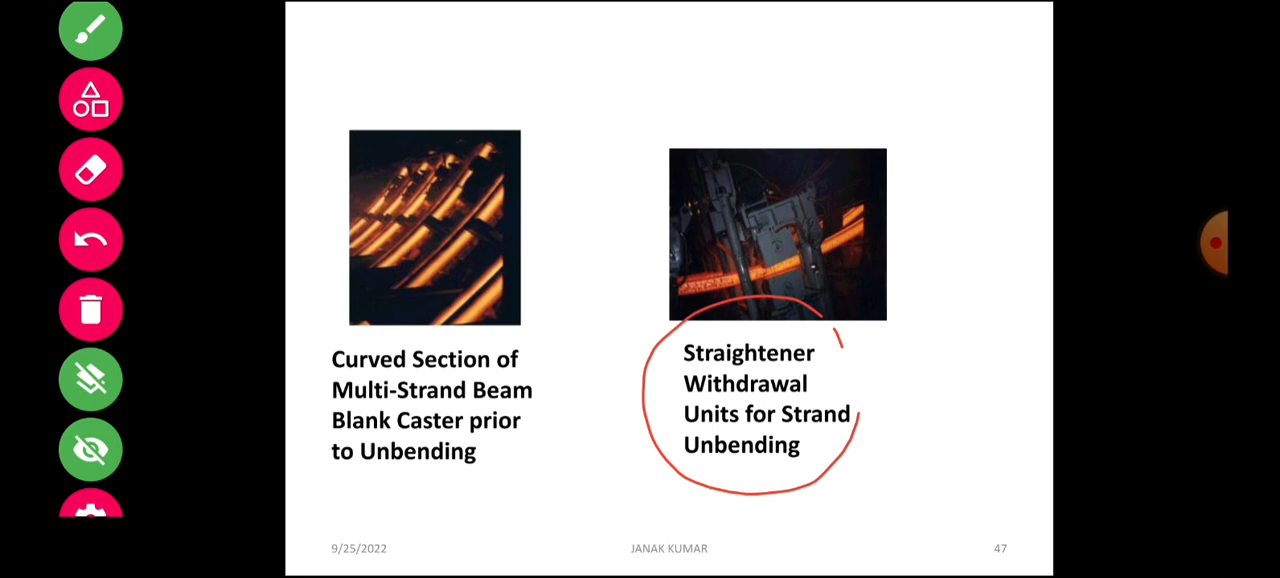 Curved Section of
Multi-Strand Beam
Blank Caster prior
to Unbending
Straightener
Withdrawal
Units for Strand
Unbending
9/25/2022
JANAK KUMAR
47